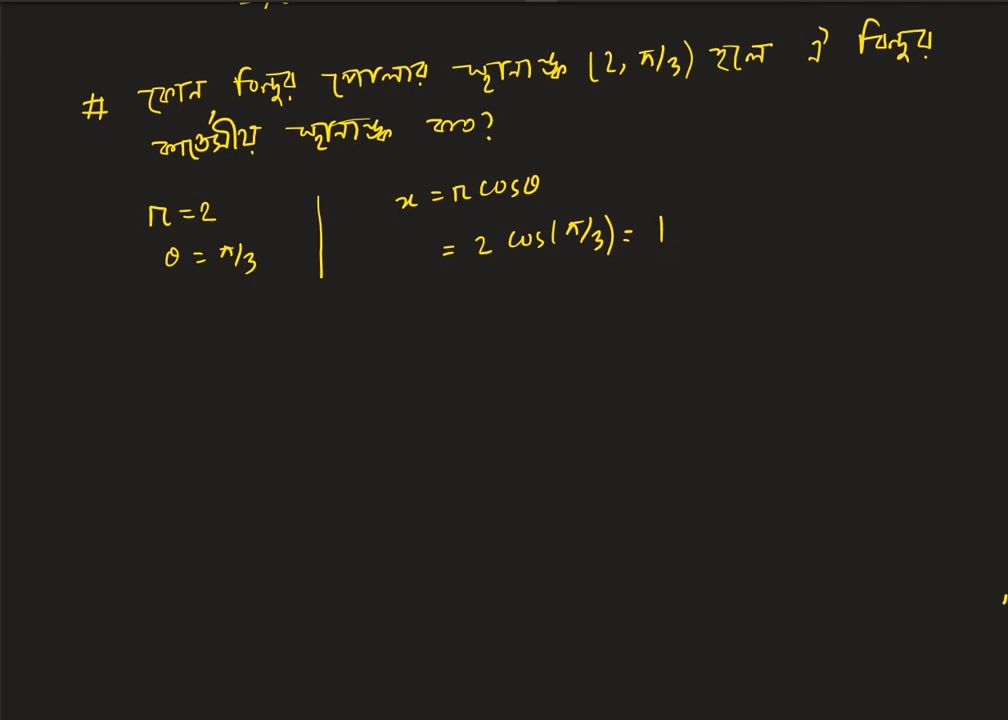 # কোন বিন্দুর পোলার স্থানাঙ্ক (2, π/3) হলে ঐ বিন্দুর
কার্তেসীয় স্থানাঙ্ক কত?
r = 2
θ = π/3
x = r cosθ
= 2 cos(π/3) = 1